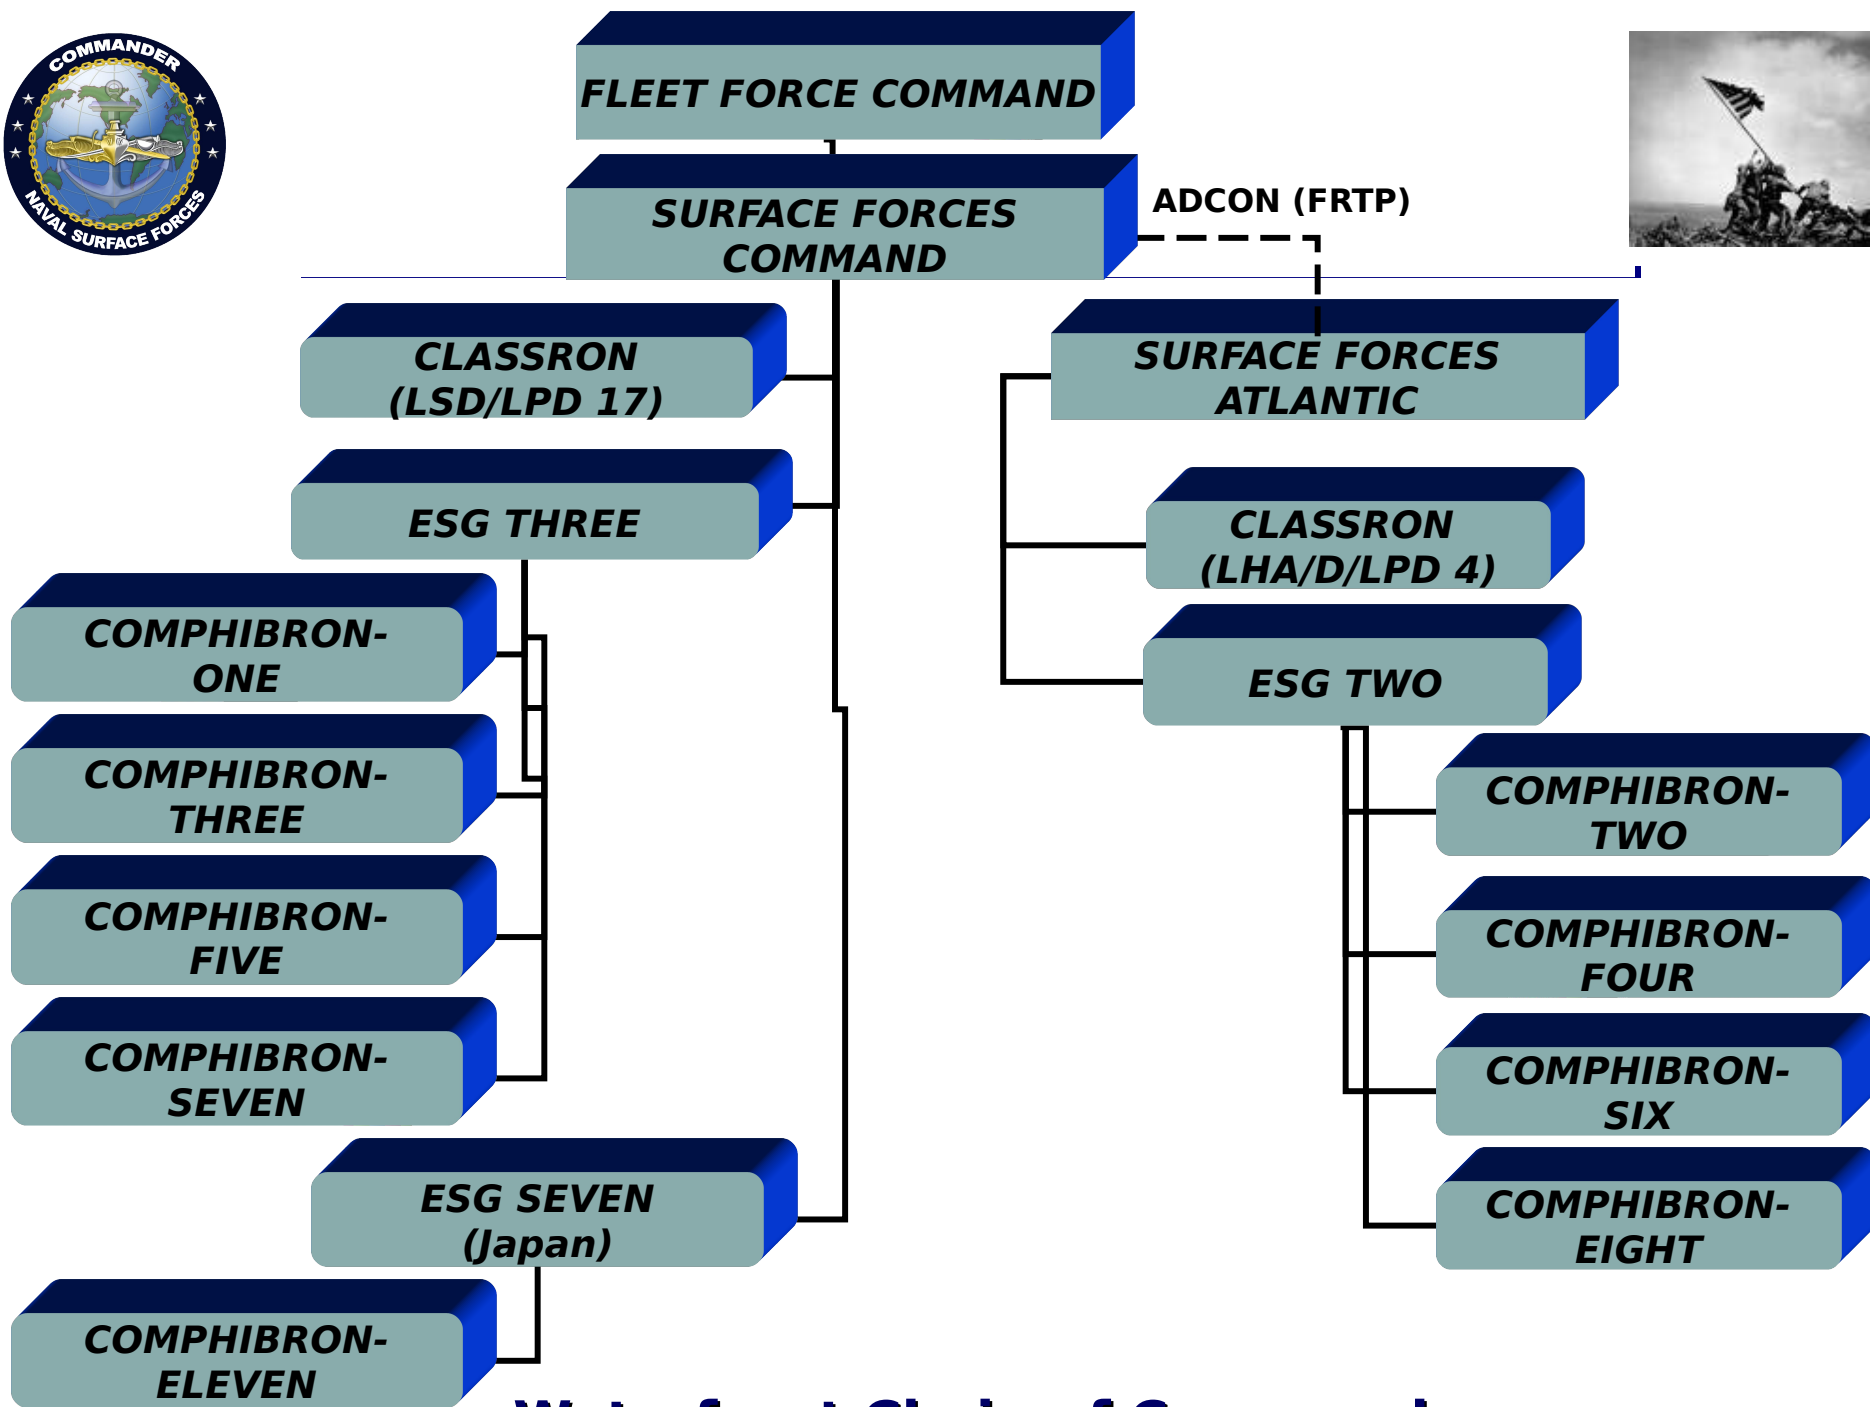 COMMANDER
NAVAL SURFACE FORCES
FLEET FORCE COMMAND
SURFACE FORCES
COMMAND
ADCON (FRTP)
CLASSRON
(LSD/LPD 17)
SURFACE FORCES
ATLANTIC
ESG THREE
CLASSRON
(LHA/D/LPD 4)
COMPHIBRON-
ONE
ESG TWO
COMPHIBRON-
THREE
COMPHIBRON-
TWO
COMPHIBRON-
FIVE
COMPHIBRON-
FOUR
COMPHIBRON-
SEVEN
COMPHIBRON-
SIX
ESG SEVEN
(Japan)
COMPHIBRON-
EIGHT
COMPHIBRON-
ELEVEN